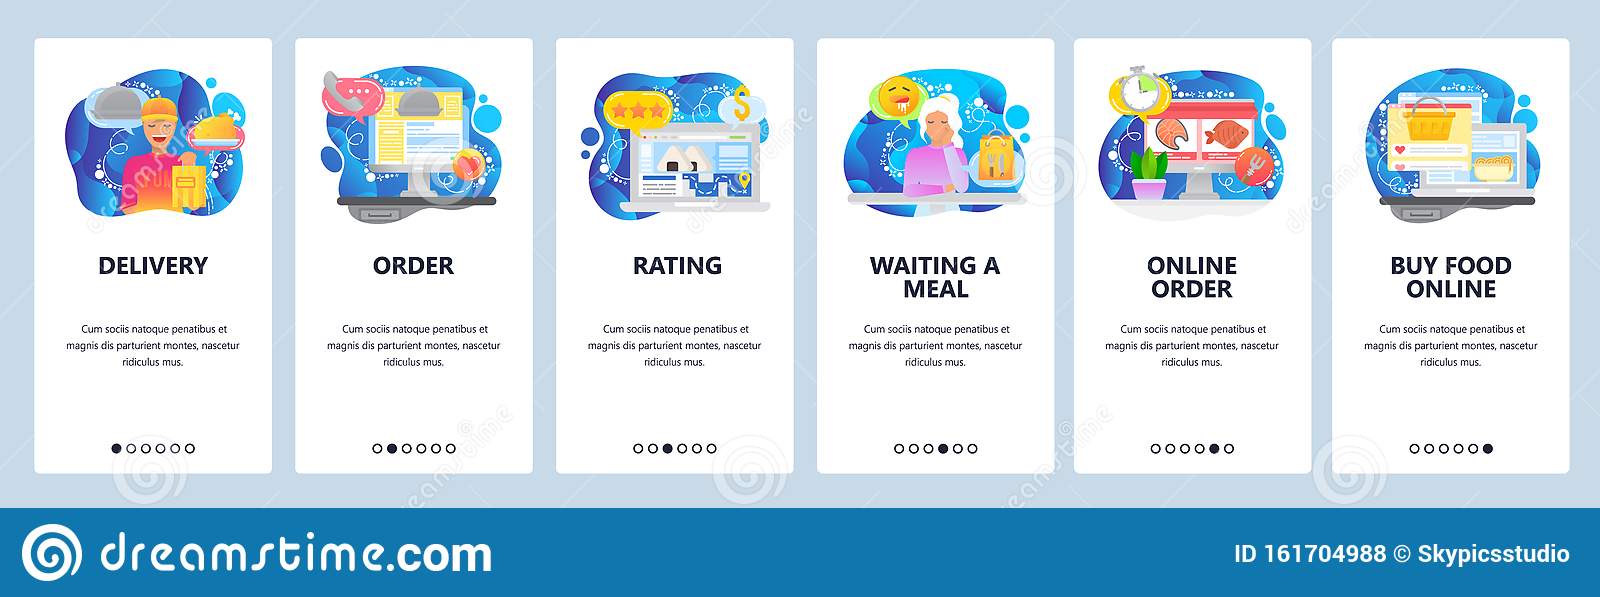 DELIVERY
Cum sociis natoque penatibus et
magnis dis parturient montes, nascetur
ridiculus mus.
ORDER
Cum sociis natoque penatibus et
magnis dis parturient montes, nascetur
ridiculus mus.
RATING
Cum sociis natoque penatibus et
magnis dis parturient montes, nascetur
ridiculus mus.
WAITING A
MEAL
Cum sociis natoque penatibus et
magnis dis parturient montes, nascetur
ridiculus mus.
ONLINE
ORDER
Cum sociis natoque penatibus et
magnis dis parturient montes, nascetur
ridiculus mus.
BUY FOOD
ONLINE
Cum sociis natoque penatibus et
magnis dis parturient montes, nascetur
ridiculus mus.
dreamstime.com
ID 161704988 © Skypicsstudio